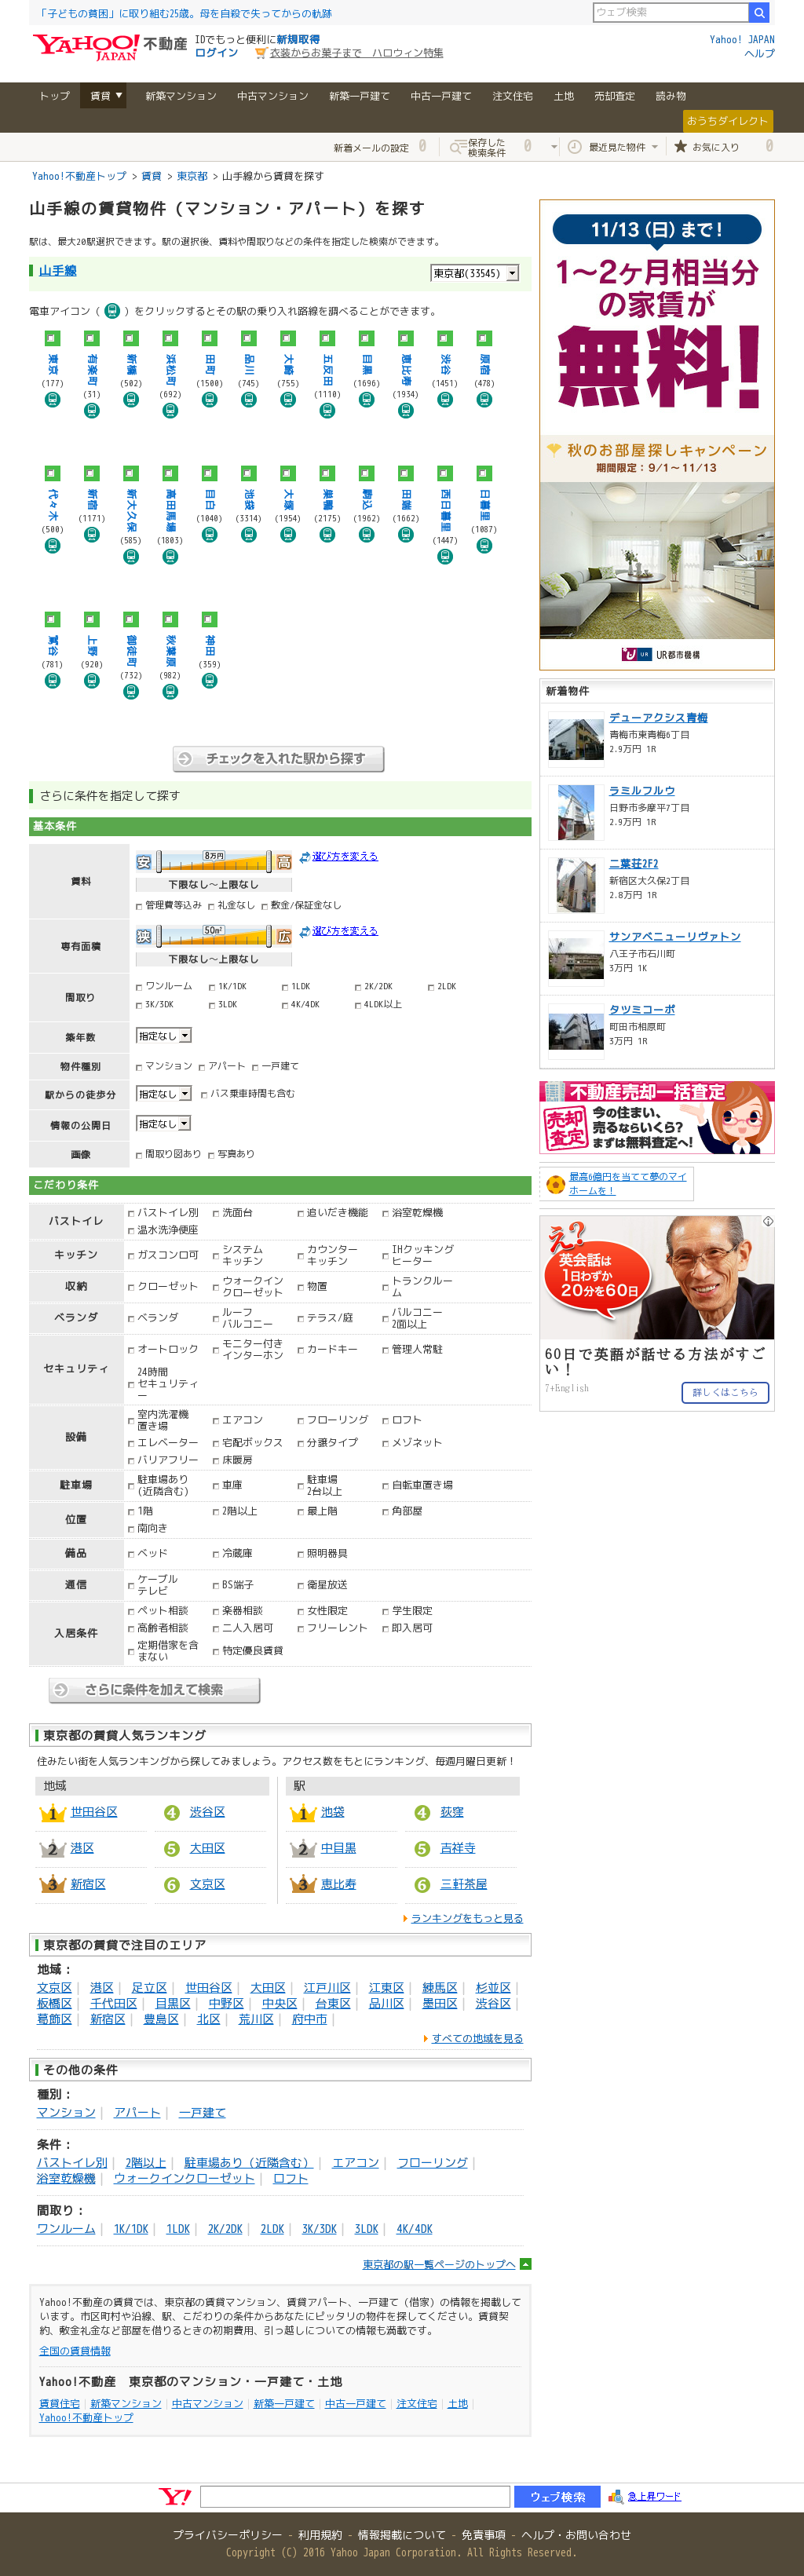 「子どもの貧困」に取り組む25歳。母を自殺で失ってからの軌跡
ウェブ検索
YAHOO! 不動産
JAPAN
IDでもっと便利に新規取得
ログイン
衣装からお菓子まで ハロウィン特集
Yahoo! JAPAN
ヘルプ
トップ 賃貸 ▼ 新築マンション 中古マンション 新築一戸建て 中古一戸建て 注文住宅 土地 売却査定 読み物
おうちダイレクト
新着メールの設定 0 保存した検索条件 0 最近見た物件 お気に入り 0
Yahoo!不動産トップ > 賃貸 > 東京都 > 山手線から賃貸を探す
山手線の賃貸物件（マンション・アパート）を探す
駅は、最大20駅選択できます。駅の選択後、賃料や間取りなどの条件を指定した検索ができます。
山手線 東京都(33545)
電車アイコン（ ）をクリックするとその駅の乗り入れ路線を調べることができます。
東京 有楽町 新橋 浜松町 田町 品川 大崎 五反田 目黒 恵比寿 渋谷 原宿
(177) (31) (502) (692) (1500) (745) (755) (1110) (1696) (1934) (1451) (478)
代々木 新宿 新大久保 高田馬場 目白 池袋 大塚 巣鴨 駒込 田端 西日暮里 日暮里
(500) (1171) (585) (1803) (1040) (3314) (1954) (2175) (1962) (1662) (1447) (1087)
鶯谷 上野 御徒町 秋葉原 神田
(781) (920) (732) (982) (359)
チェックを入れた駅から探す
さらに条件を指定して探す
基本条件
賃料
安 8万円 高 選び方を変える
下限なし～上限なし
管理費等込み 礼金なし 敷金/保証金なし
専有面積
狭 50m² 広 選び方を変える
下限なし～上限なし
間取り
ワンルーム 1K/1DK 1LDK 2K/2DK 2LDK
3K/3DK 3LDK 4K/4DK 4LDK以上
築年数 指定なし
物件種別 マンション アパート 一戸建て
駅からの徒歩分 指定なし バス乗車時間も含む
情報の公開日 指定なし
画像 間取り図あり 写真あり
こだわり条件
バストイレ
バストイレ別 洗面台 追いだき機能 浴室乾燥機
温水洗浄便座
キッチン
ガスコンロ可 システムキッチン カウンターキッチン IHクッキングヒーター
収納
クローゼット ウォークインクローゼット 物置 トランクルーム
ベランダ
ベランダ ルーフバルコニー テラス/庭 バルコニー2面以上
セキュリティ
オートロック モニター付きインターホン カードキー 管理人常駐
24時間セキュリティー
設備
室内洗濯機置き場 エアコン フローリング ロフト
エレベーター 宅配ボックス 分譲タイプ メゾネット
バリアフリー 床暖房
駐車場
駐車場あり(近隣含む) 車庫 駐車場2台以上 自転車置き場
位置
1階 2階以上 最上階 角部屋
南向き
備品
ベッド 冷蔵庫 照明器具
通信
ケーブルテレビ BS端子 衛星放送
入居条件
ペット相談 楽器相談 女性限定 学生限定
高齢者相談 二人入居可 フリーレント 即入居可
定期借家を含まない 特定優良賃貸
さらに条件を加えて検索
東京都の賃貸人気ランキング
住みたい街を人気ランキングから探してみましょう。アクセス数をもとにランキング、毎週月曜日更新！
地域 駅
1 世田谷区 4 渋谷区 1 池袋 4 荻窪
2 港区 5 大田区 2 中目黒 5 吉祥寺
3 新宿区 6 文京区 3 恵比寿 6 三軒茶屋
ランキングをもっと見る
東京都の賃貸で注目のエリア
地域：
文京区｜ 港区｜ 足立区｜ 世田谷区｜ 大田区｜ 江戸川区｜ 江東区｜ 練馬区｜ 杉並区｜
板橋区｜ 千代田区｜ 目黒区｜ 中野区｜ 中央区｜ 台東区｜ 品川区｜ 墨田区｜ 渋谷区｜
葛飾区｜ 新宿区｜ 豊島区｜ 北区｜ 荒川区｜ 府中市｜
すべての地域を見る
その他の条件
種別：
マンション｜ アパート｜ 一戸建て
条件：
バストイレ別｜ 2階以上｜ 駐車場あり（近隣含む）｜ エアコン｜ フローリング｜
浴室乾燥機｜ ウォークインクローゼット｜ ロフト
間取り：
ワンルーム｜ 1K/1DK｜ 1LDK｜ 2K/2DK｜ 2LDK｜ 3K/3DK｜ 3LDK｜ 4K/4DK
東京都の駅一覧ページのトップへ
Yahoo!不動産の賃貸では、東京都の賃貸マンション、賃貸アパート、一戸建て（借家）の情報を掲載して
います。市区町村や沿線、駅、こだわりの条件からあなたにピッタリの物件を探してください。賃貸契
約、敷金礼金など部屋を借りるときの初期費用、引っ越しについての情報も満載です。
全国の賃貸情報
Yahoo!不動産 東京都のマンション・一戸建て・土地
賃貸住宅｜新築マンション｜中古マンション｜新築一戸建て｜中古一戸建て｜注文住宅｜土地｜
Yahoo!不動産トップ
11/13(日)まで！
1～2ヶ月相当分
の家賃が
無料!
秋のお部屋探しキャンペーン
期間限定：9/1～11/13
UR UR都市機構
新着物件
デューアクシス青梅
青梅市東青梅6丁目
2.9万円 1R
ラミルフルウ
日野市多摩平7丁目
2.9万円 1R
二葉荘2F2
新宿区大久保2丁目
2.8万円 1R
サンアベニューリヴァトン
八王子市石川町
3万円 1K
タツミコーポ
町田市相原町
3万円 1R
不動産売却一括査定
売却査定
今の住まい、
売るならいくら？
まずは無料査定へ！
最高6億円を当てて夢のマイ
ホームを！
え?
英会話は
1日わずか
20分を60日
60日で英語が話せる方法がすご
い！
7+English
詳しくはこちら
Y! ウェブ検索 急上昇ワード
プライバシーポリシー - 利用規約 - 情報掲載について - 免責事項 - ヘルプ・お問い合わせ
Copyright (C) 2016 Yahoo Japan Corporation. All Rights Reserved.